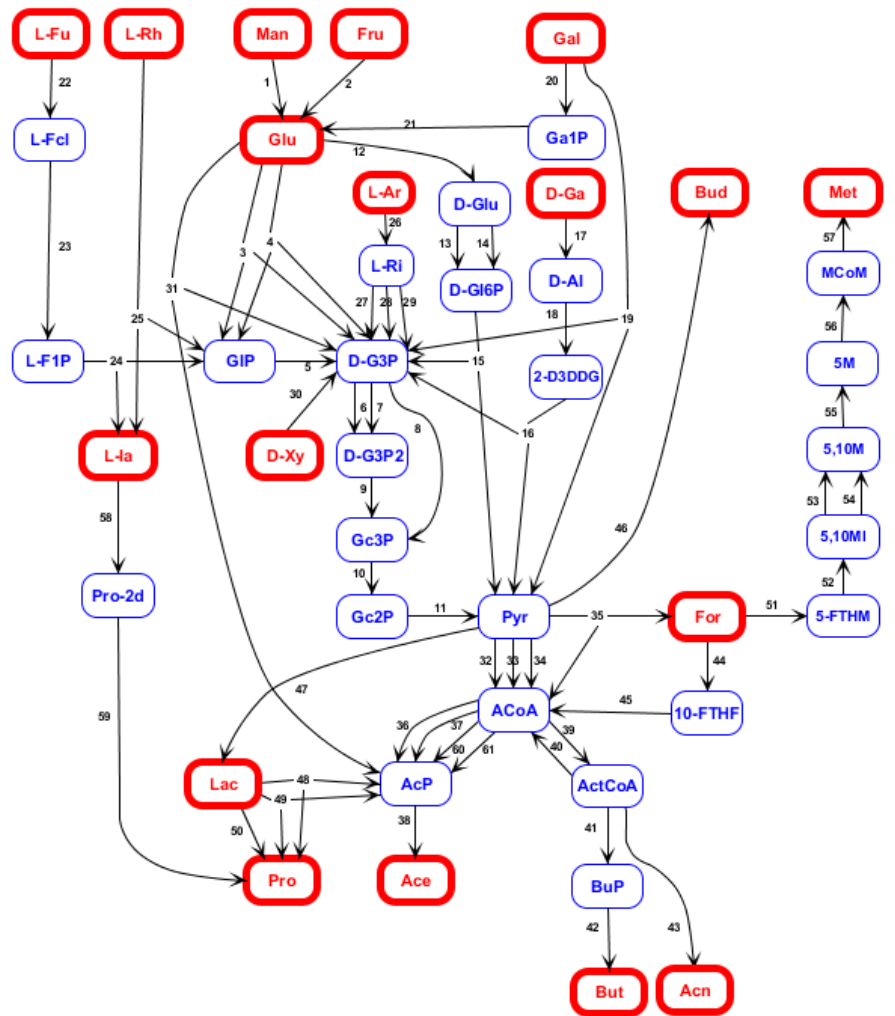 L-Fu
L-Rh
Man
Fru
Gal
22
1
2
20
L-Fcl
Glu
21
Ga1P
12
L-Ar
D-Glu
D-Ga
Bud
Met
26
13
14
17
57
23
3
4
L-Ri
D-Gl6P
D-Al
MCoM
31
27
28
29
25
18
19
56
L-F1P
24
GlP
5
D-G3P
15
2-D3DDG
5M
30
6
7
8
16
55
L-la
D-Xy
D-G3P2
5,10M
9
53
54
58
Gc3P
46
5,10Ml
10
52
Pro-2d
Gc2P
11
Pyr
35
For
51
5-FTHM
32
33
34
44
47
59
36
37
60
61
ACoA
39
40
45
10-FTHF
Lac
48
49
AcP
ActCoA
50
38
41
Pro
Ace
BuP
42
43
But
Acn